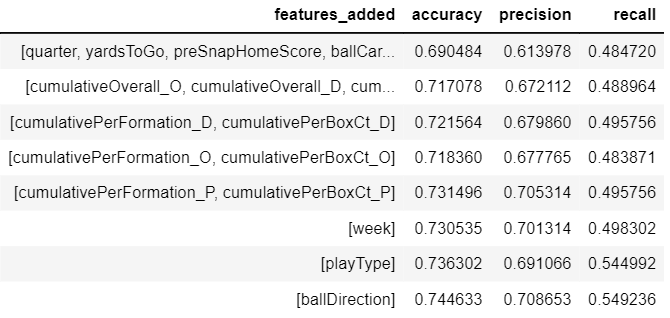 features_added accuracy precision recall
[quarter, yardsToGo, preSnapHomeScore, ballCar... 0.690484 0.613978 0.484720
[cumulativeOverall_O, cumulativeOverall_D, cum... 0.717078 0.672112 0.488964
[cumulativePerFormation_D, cumulativePerBoxCt_D] 0.721564 0.679860 0.495756
[cumulativePerFormation_O, cumulativePerBoxCt_O] 0.718360 0.677765 0.483871
[cumulativePerFormation_P, cumulativePerBoxCt_P] 0.731496 0.705314 0.495756
[week] 0.730535 0.701314 0.498302
[playType] 0.736302 0.691066 0.544992
[ballDirection] 0.744633 0.708653 0.549236